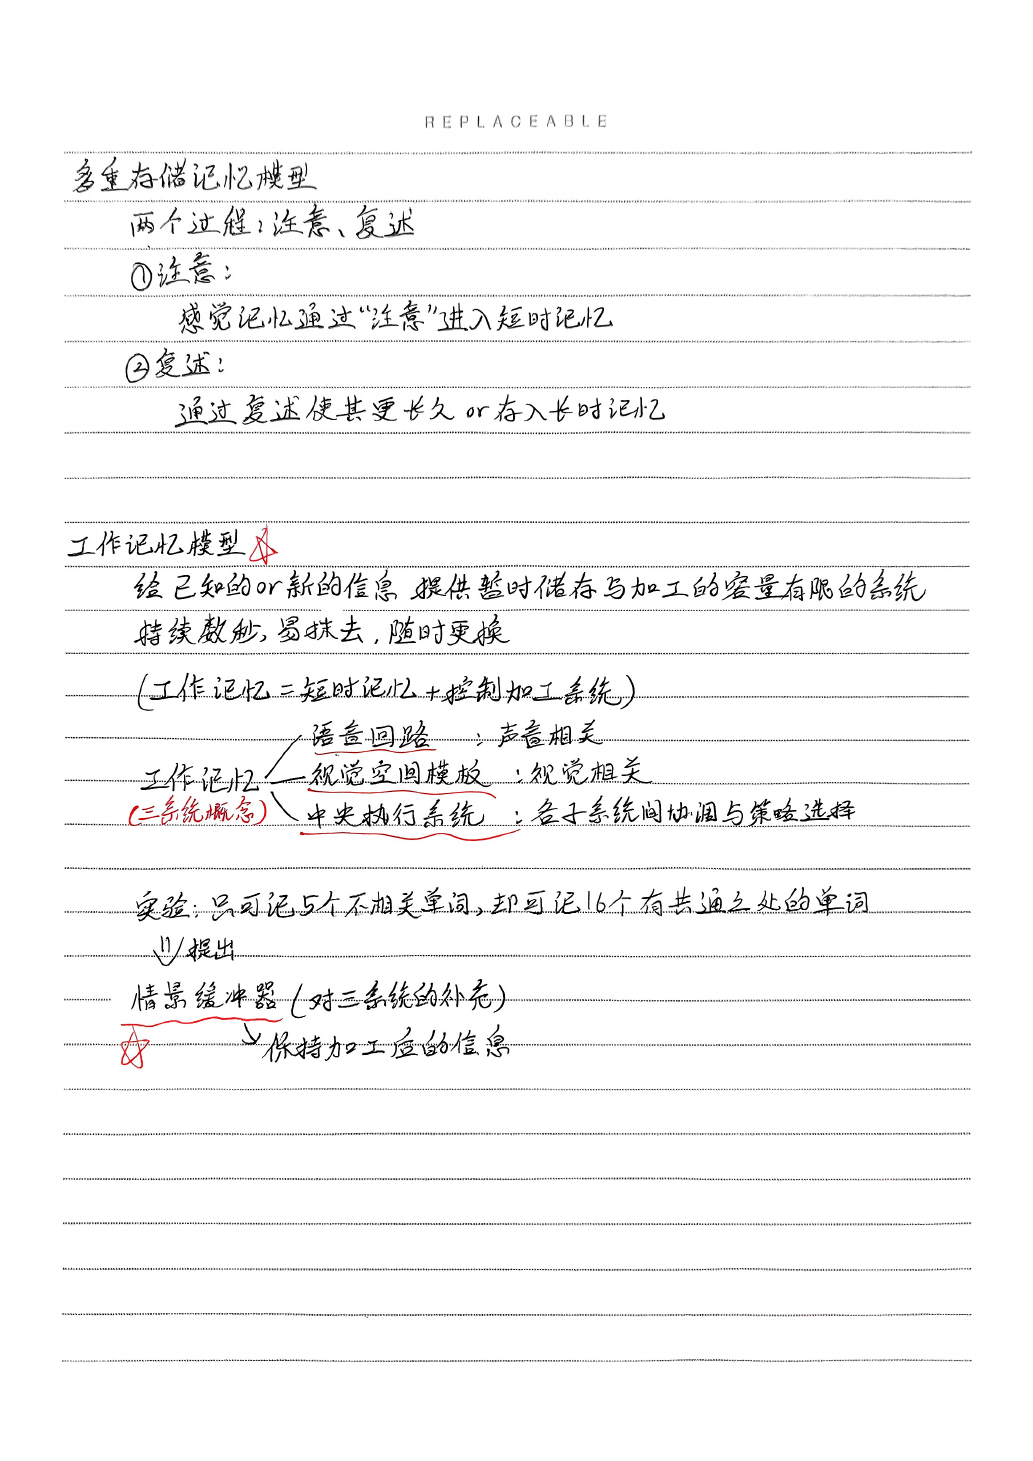 REPLACEABLE
多重存储记忆模型
两个过程:注意、复述
①注意:
感觉记忆通过“注意”进入短时记忆
②复述:
通过复述使其更长久or存入长时记忆
工作记忆模型☆
给已知的or新的信息 提供暂时储存与加工的容量有限的系统
持续数秒,易抹去,随时更换
(工作记忆=短时记忆+控制加工系统)
语音回路 :声音相关
工作记忆 视觉空间模板 :视觉相关
(三系统概念) 中央执行系统 :各子系统间协调与策略选择
实验:只可记5个不相关单词,却可记16个有共通之处的单词
⇓提出
情景缓冲器(对三系统的补充)
☆ ↘保持加工后的信息